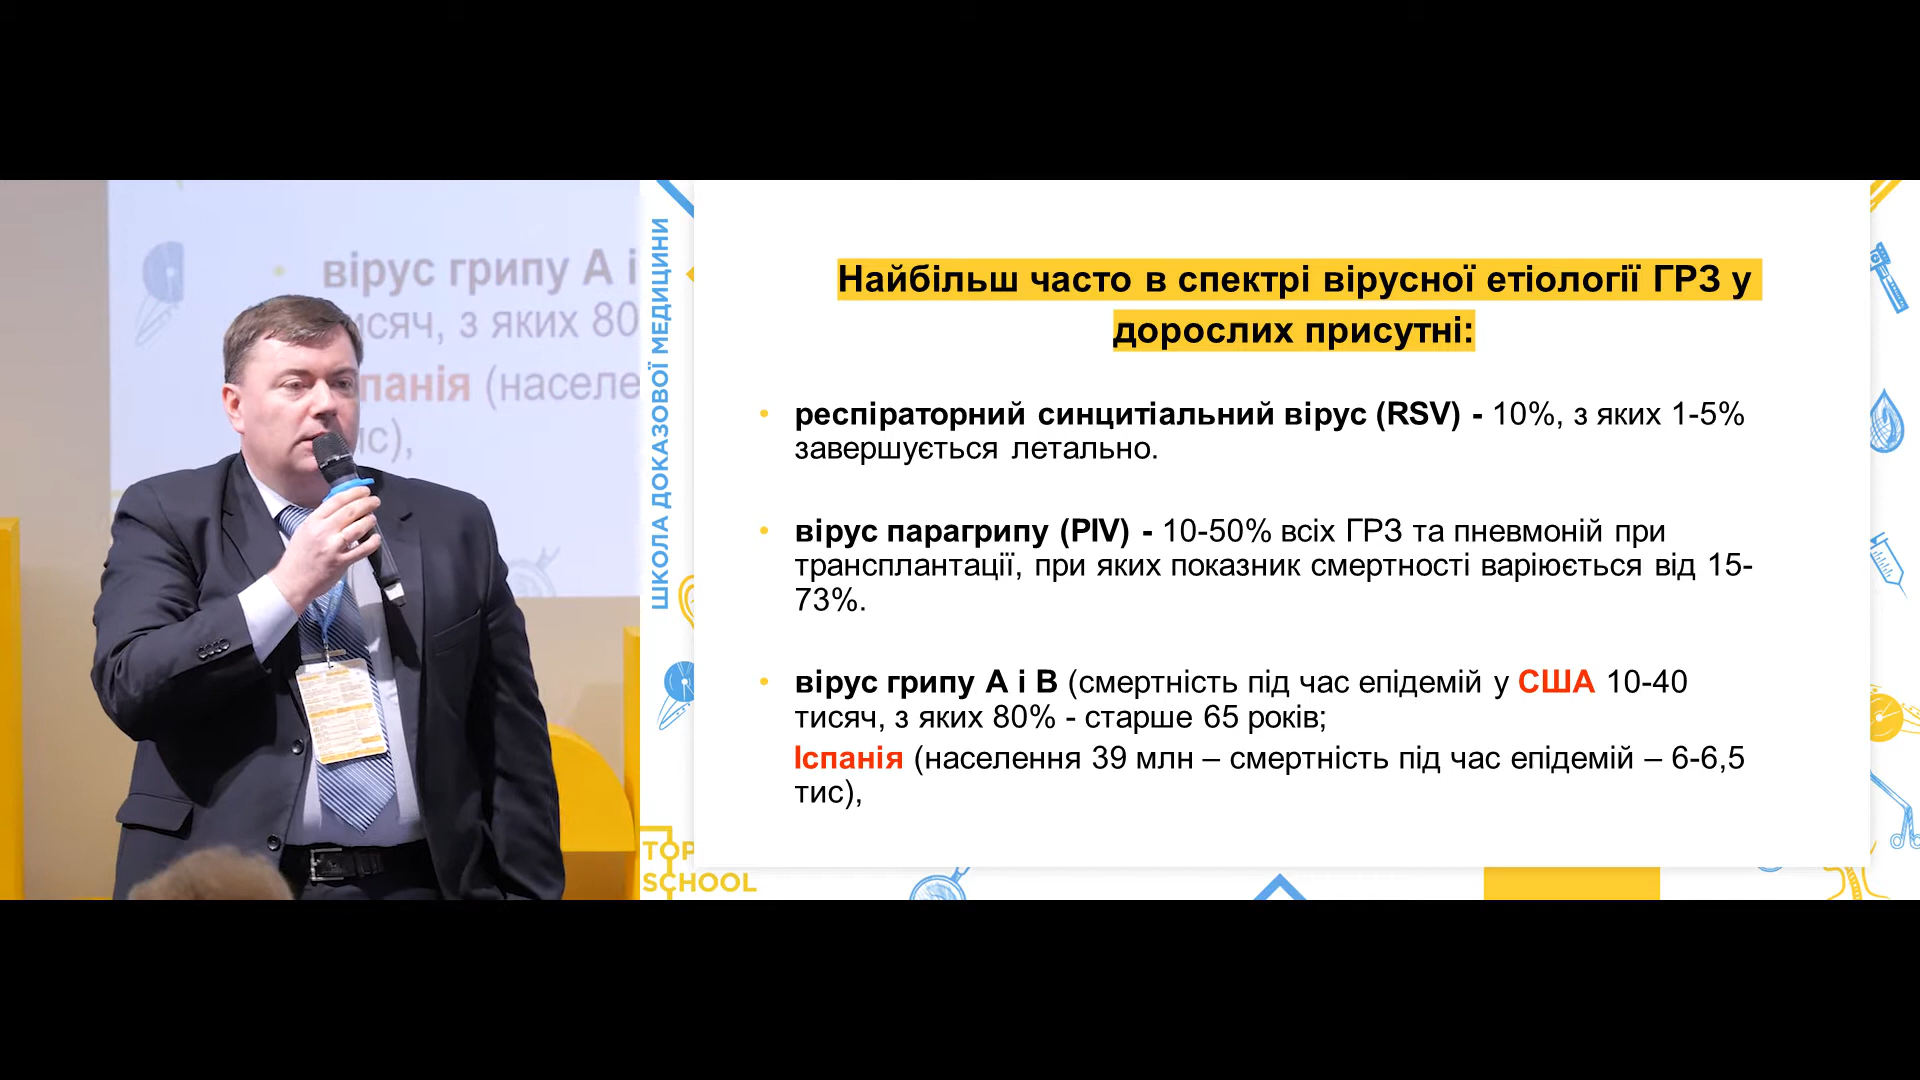 вірус грипу А і
исяч, з яких 80
спанія (населе
ис),
ШКОЛА ДОКАЗОВОЇ МЕДИЦИНИ
Найбільш часто в спектрі вірусної етіології ГРЗ у
дорослих присутні:
• респіраторний синцитіальний вірус (RSV) - 10%, з яких 1-5%
завершується летально.
• вірус парагрипу (PIV) - 10-50% всіх ГРЗ та пневмоній при
трансплантації, при яких показник смертності варіюється від 15-
73%.
• вірус грипу А і В (смертність під час епідемій у США 10-40
тисяч, з яких 80% - старше 65 років;
Іспанія (населення 39 млн – смертність під час епідемій – 6-6,5
тис),
TOP
SCHOOL